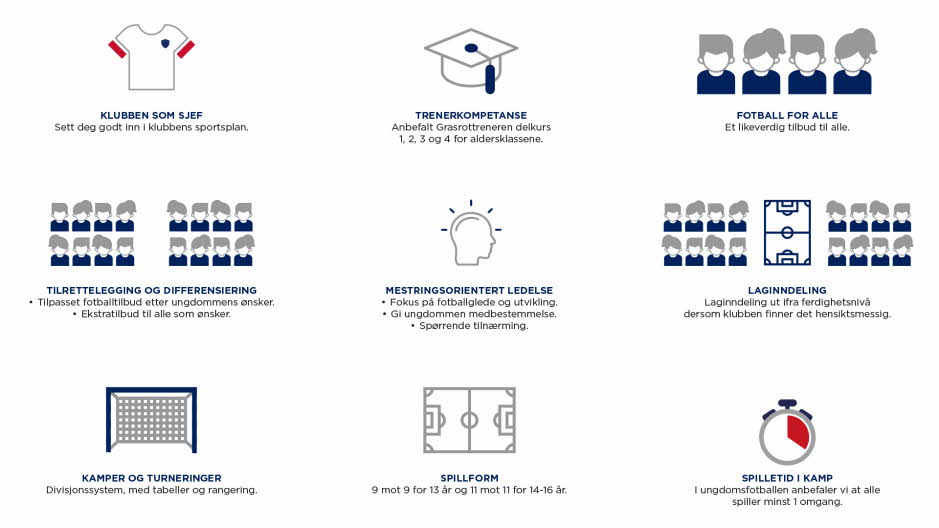 KLUBBEN SOM SJEF
Sett deg godt inn i klubbens sportsplan.
TRENERKOMPETANSE
Anbefalt Grasrottreneren delkurs
1, 2, 3 og 4 for aldersklassene.
FOTBALL FOR ALLE
Et likeverdig tilbud til alle.
TILRETTELEGGING OG DIFFERENSIERING
• Tilpasset fotballtilbud etter ungdommens ønsker.
• Ekstratilbud til alle som ønsker.
MESTRINGSORIENTERT LEDELSE
• Fokus på fotballglede og utvikling.
• Gi ungdommen medbestemmelse.
• Spørrende tilnærming.
LAGINNDELING
Laginndeling ut ifra ferdighetsnivå
dersom klubben finner det hensiktsmessig.
KAMPER OG TURNERINGER
Divisjonssystem, med tabeller og rangering.
SPILLFORM
9 mot 9 for 13 år og 11 mot 11 for 14-16 år.
SPILLETID I KAMP
I ungdomsfotballen anbefaler vi at alle
spiller minst 1 omgang.